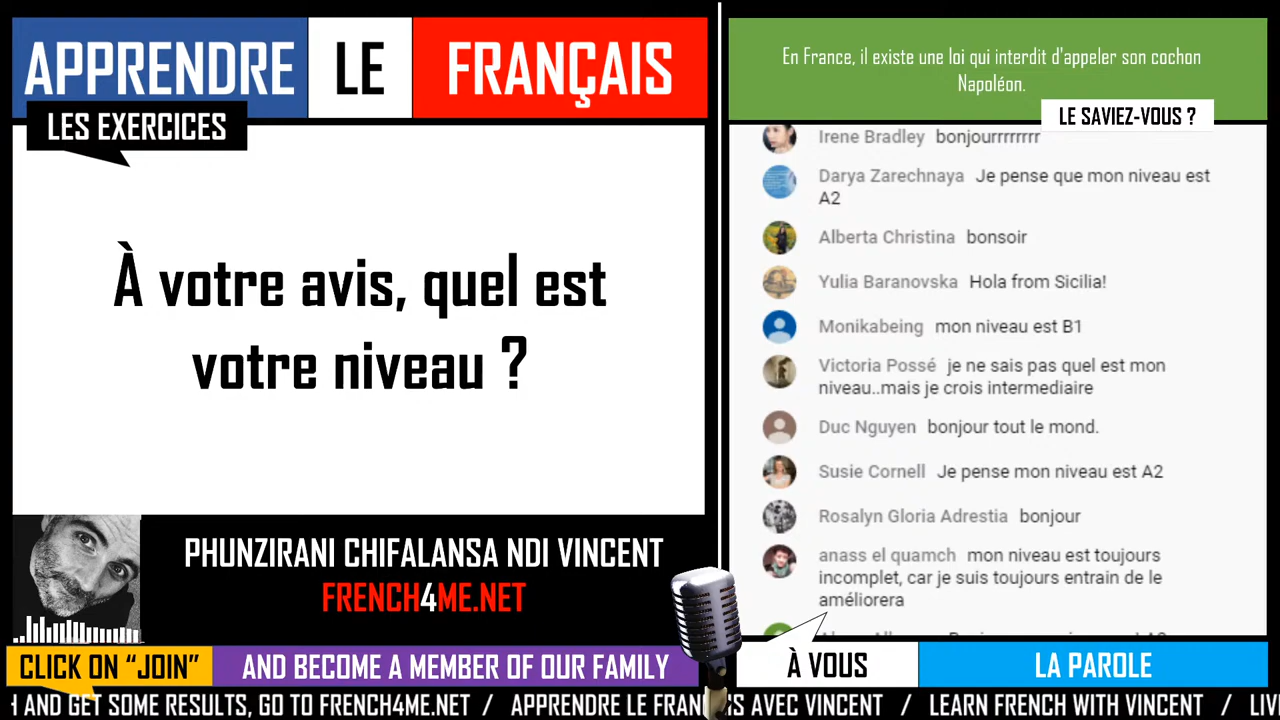 APPRENDRE LE FRANÇAIS
LES EXERCICES
À votre avis, quel est
votre niveau ?
PHUNZIRANI CHIFALANSA NDI VINCENT
FRENCH4ME.NET
CLICK ON “JOIN” AND BECOME A MEMBER OF OUR FAMILY
En France, il existe une loi qui interdit d'appeler son cochon
Napoléon.
LE SAVIEZ-VOUS ?
Irene Bradley bonjourrrrrrrr
Darya Zarechnaya Je pense que mon niveau est
A2
Alberta Christina bonsoir
Yulia Baranovska Hola from Sicilia!
Monikabeing mon niveau est B1
Victoria Possé je ne sais pas quel est mon
niveau..mais je crois intermediaire
Duc Nguyen bonjour tout le mond.
Susie Cornell Je pense mon niveau est A2
Rosalyn Gloria Adrestia bonjour
anass el quamch mon niveau est toujours
incomplet, car je suis toujours entrain de le
améliorera
À VOUS LA PAROLE
H AND GET SOME RESULTS, GO TO FRENCH4ME.NET / APPRENDRE LE FRAN IS AVEC VINCENT / LEARN FRENCH WITH VINCENT / LIV